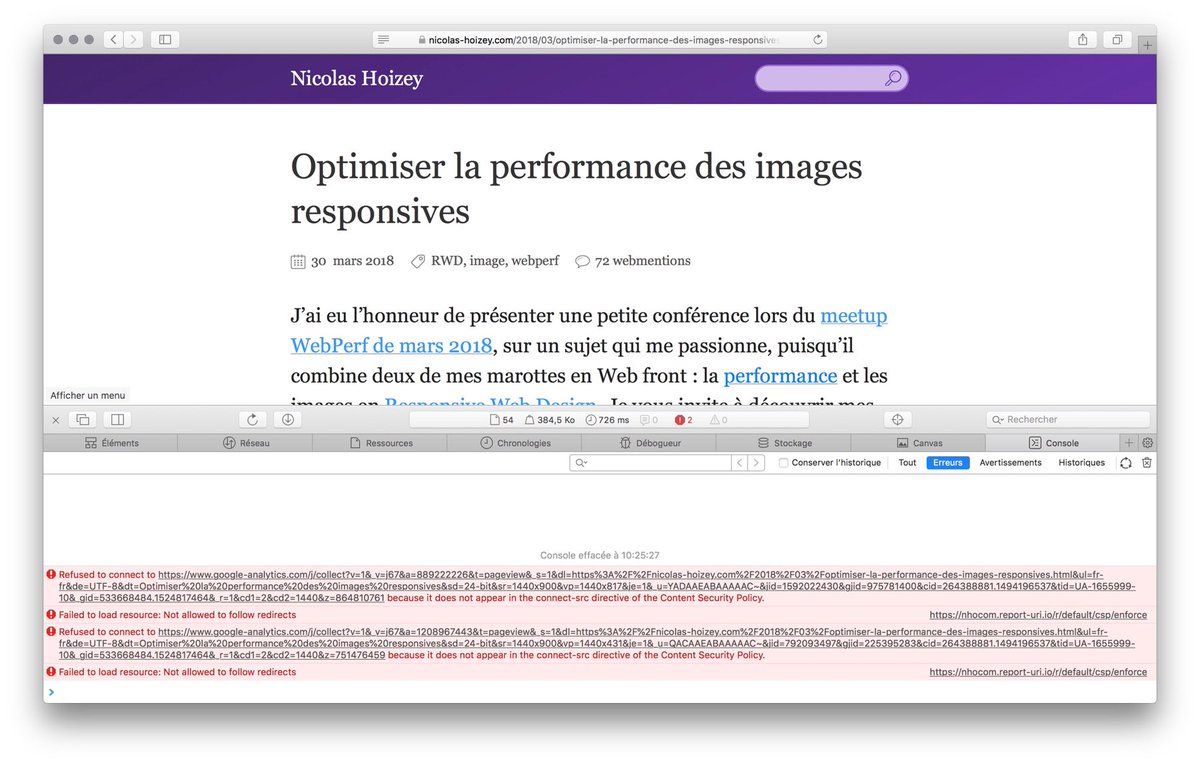 nicolas-hoizey.com/2018/03/optimiser-la-performance-des-images-responsives
Nicolas Hoizey
Optimiser la performance des images
responsives
30 mars 2018 RWD, image, webperf 72 webmentions
J’ai eu l’honneur de présenter une petite conférence lors du meetup
WebPerf de mars 2018, sur un sujet qui me passionne, puisqu’il
combine deux de mes marottes en Web front : la performance et les
images en Responsive Web Design. Je vous invite à découvrir mes
Afficher un menu
54 384,5 Ko 726 ms 0 2 0 Rechercher
Éléments Réseau Ressources Chronologies Débogueur Stockage Canvas Console
Conserver l’historique Tout Erreurs Avertissements Historiques
Console effacée à 10:25:27
Refused to connect to https://www.google-analytics.com/j/collect?v=1&_v=j67&a=889222226&t=pageview&_s=1&dl=https%3A%2F%2Fnicolas-hoizey.com%2F2018%2F03%2Foptimiser-la-performance-des-images-responsives.html&ul=fr-
fr&de=UTF-8&dt=Optimiser%20la%20performance%20des%20images%20responsives&sd=24-bit&sr=1440x900&vp=1440x817&je=1&_u=YADAAEABAAAAAC~&jid=1592022430&gjid=975781400&cid=264388881.1494196537&tid=UA-1655999-
10&_gid=533668484.1524817464&_r=1&cd1=2&cd2=1440&z=864810761 because it does not appear in the connect-src directive of the Content Security Policy.
Failed to load resource: Not allowed to follow redirects https://nhocom.report-uri.io/r/default/csp/enforce
Refused to connect to https://www.google-analytics.com/j/collect?v=1&_v=j67&a=1208967443&t=pageview&_s=1&dl=https%3A%2F%2Fnicolas-hoizey.com%2F2018%2F03%2Foptimiser-la-performance-des-images-responsives.html&ul=fr-
fr&de=UTF-8&dt=Optimiser%20la%20performance%20des%20images%20responsives&sd=24-bit&sr=1440x900&vp=1440x431&je=1&_u=QACAAEABAAAAAC~&jid=792093497&gjid=225395283&cid=264388881.1494196537&tid=UA-1655999-
10&_gid=533668484.1524817464&_r=1&cd1=2&cd2=1440&z=751476459 because it does not appear in the connect-src directive of the Content Security Policy.
Failed to load resource: Not allowed to follow redirects https://nhocom.report-uri.io/r/default/csp/enforce